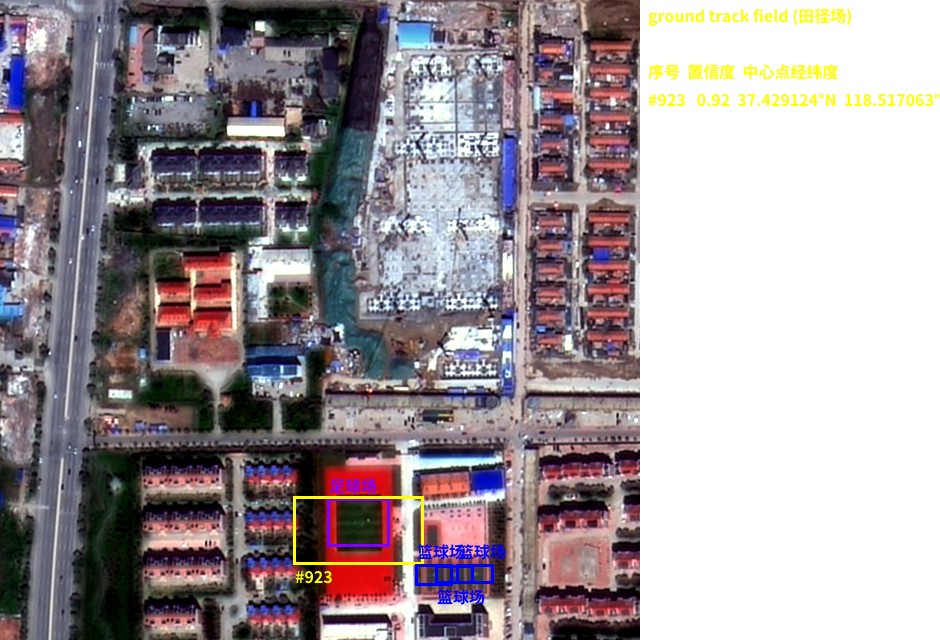 ground track field (田径场)
序号 置信度 中心点经纬度
#923 0.92 37.429124°N 118.517063°
足球场
篮球场 篮球场
#923
篮球场